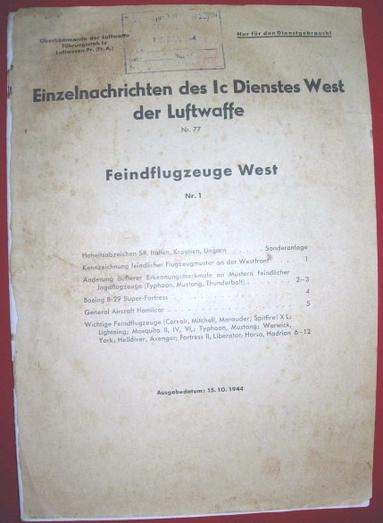 Oberkommando der Luftwaffe
Führungsstab Ic
Luftwesen Pr. (Fr.A.)
Nur für den Dienstgebrauch!
Einzelnachrichten des Ic Dienstes West
der Luftwaffe
Nr. 77
Feindflugzeuge West
Nr. 1
Hoheitsabzeichen SR, Italien, Kroatien, Ungarn . . . . Sonderanlage
Kennzeichnung feindlicher Flugzeugmuster an der Westfront 1
Änderung äußerer Erkennungsmerkmale an Mustern feindlicher
Jagdflugzeuge (Typhoon, Mustang, Thunderbolt) . . . 2—3
Boeing B-29 Super-Fortress . . . 4
General Aircraft Hamilcar . . . 5
Wichtige Feindflugzeuge (Corsair, Mitchell, Marauder; Spitfire) X L;
Lightning; Mosquito II, IV, VI,; Typhoon, Mustang; Warwick,
York; Helldiver, Avenger; Fortress II, Liberator; Horsa, Hadrian 6—12
Ausgabedatum: 15.10.1944